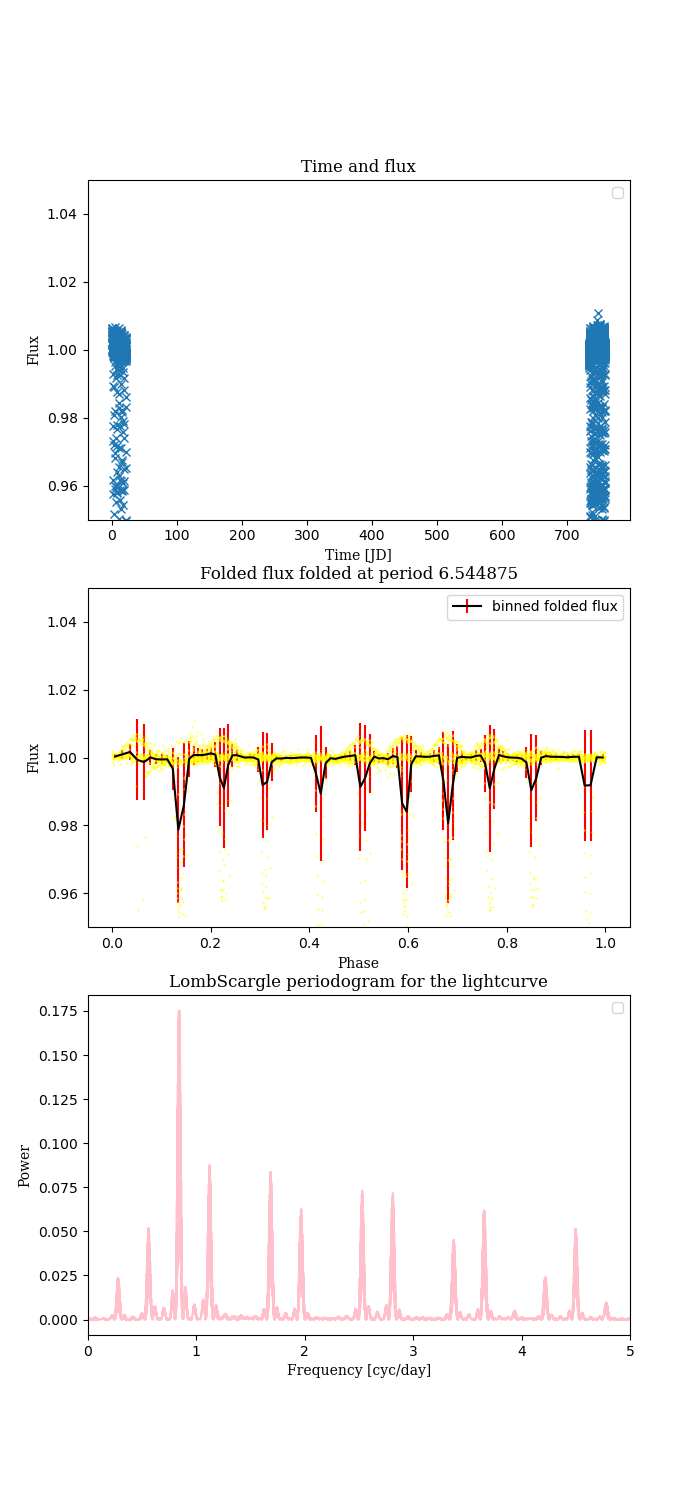 Time and flux
1.04
1.02
1.00
0.98
0.96
Flux
0 100 200 300 400 500 600 700
Time [JD]
Folded flux folded at period 6.544875
binned folded flux
1.04
1.02
1.00
0.98
0.96
Flux
0.0 0.2 0.4 0.6 0.8 1.0
Phase
LombScargle periodogram for the lightcurve
0.175
0.150
0.125
0.100
0.075
0.050
0.025
0.000
Power
0 1 2 3 4 5
Frequency [cyc/day]